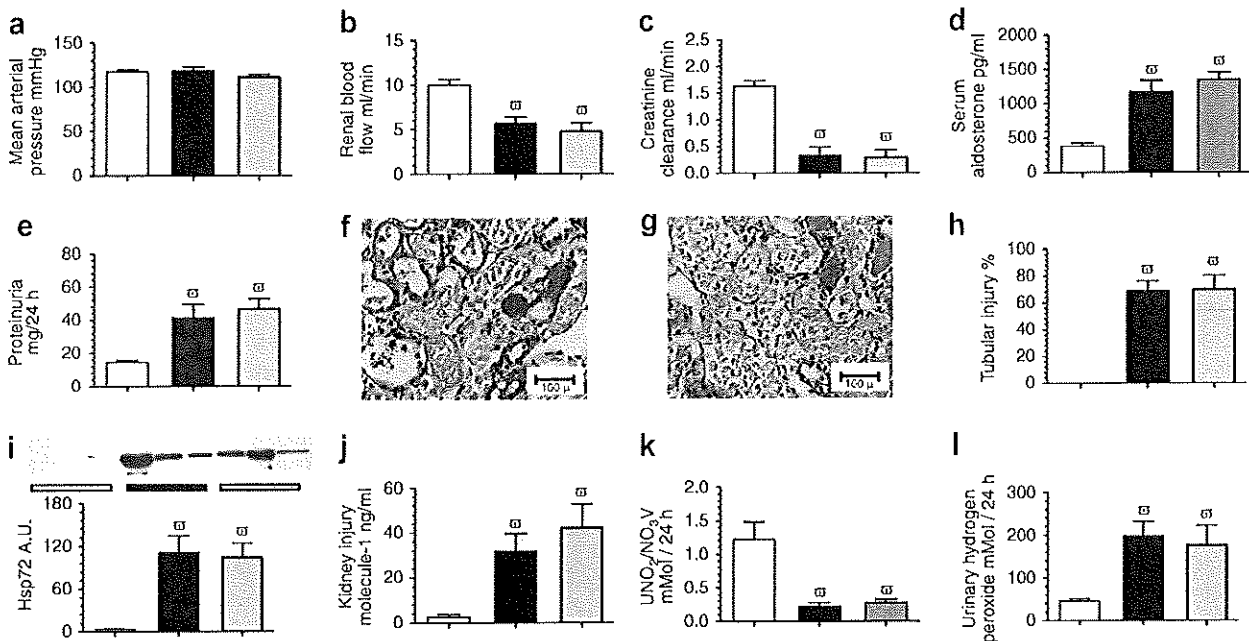 a
Mean arterial
pressure mmHg
150
100
50
0
b
Renal blood
flow ml/min
15
10
5
0
ϖ
ϖ
c
Creatinine
clearance ml/min
2.5
2.0
1.5
1.0
0.5
0.0
ϖ
ϖ
d
Serum
aldosterone pg/ml
2000
1500
1000
500
0
ϖ
ϖ
e
Proteinuria
mg/24 h
80
60
40
20
0
ϖ
ϖ
f
100 μ
g
100 μ
h
Tubular injury %
100
80
60
40
20
0
ϖ
ϖ
i
Hsp72 A.U.
180
120
60
0
ϖ
ϖ
j
Kidney injury
molecule-1 ng/ml
60
40
20
0
ϖ
ϖ
k
UNO2/NO3V
mMol / 24 h
2.0
1.5
1.0
0.5
0.0
ϖ
ϖ
l
Urinary hydrogen
peroxide mMol / 24 h
300
200
100
0
ϖ
ϖ